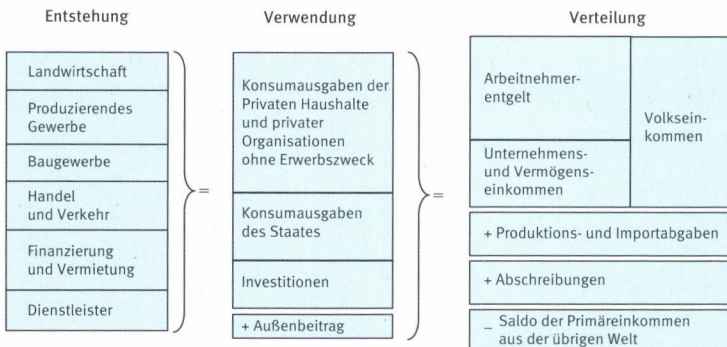 Entstehung
Landwirtschaft
Produzierendes
Gewerbe
Baugewerbe
Handel
und Verkehr
Finanzierung
und Vermietung
Dienstleister
=
Verwendung
Konsumausgaben der
Privaten Haushalte
und privater
Organisationen
ohne Erwerbszweck
Konsumausgaben
des Staates
Investitionen
+ Außenbeitrag
=
Verteilung
Arbeitnehmer-
entgelt
Unternehmens-
und Vermögens-
einkommen
Volksein-
kommen
+ Produktions- und Importabgaben
+ Abschreibungen
– Saldo der Primäreinkommen
aus der übrigen Welt